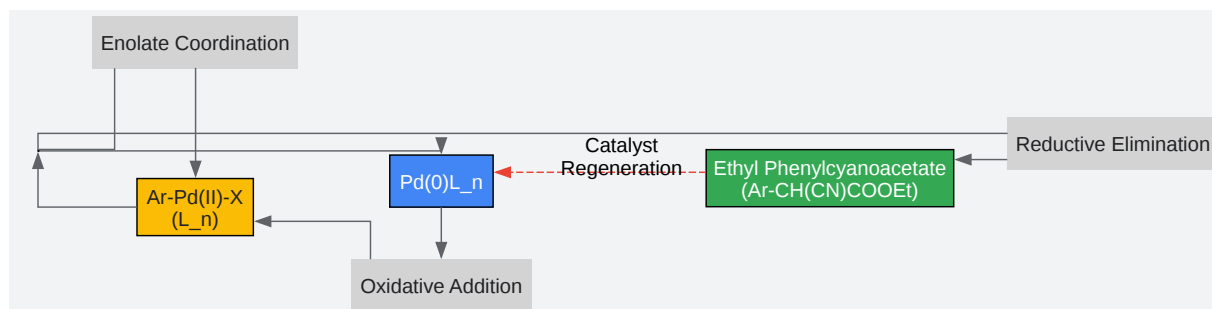 Enolate Coordination
Catalyst
Regeneration
Reductive Elimination
Pd(0)L_n
Ethyl Phenylcyanoacetate
(Ar-CH(CN)COOEt)
Ar-Pd(II)-X
(L_n)
Oxidative Addition